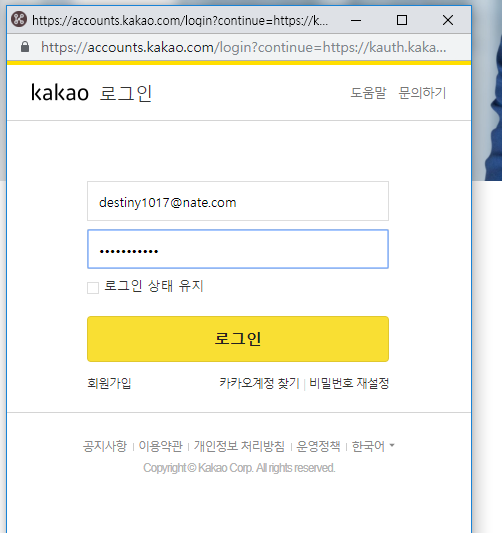 https://accounts.kakao.com/login?continue=https://k...
https://accounts.kakao.com/login?continue=https://kauth.kaka...
kakao 로그인 도움말 문의하기
destiny1017@nate.com
•••••••••••
로그인 상태 유지
로그인
회원가입 카카오계정 찾기 | 비밀번호 재설정
공지사항 | 이용약관 | 개인정보 처리방침 | 운영정책 | 한국어
Copyright © Kakao Corp. All rights reserved.